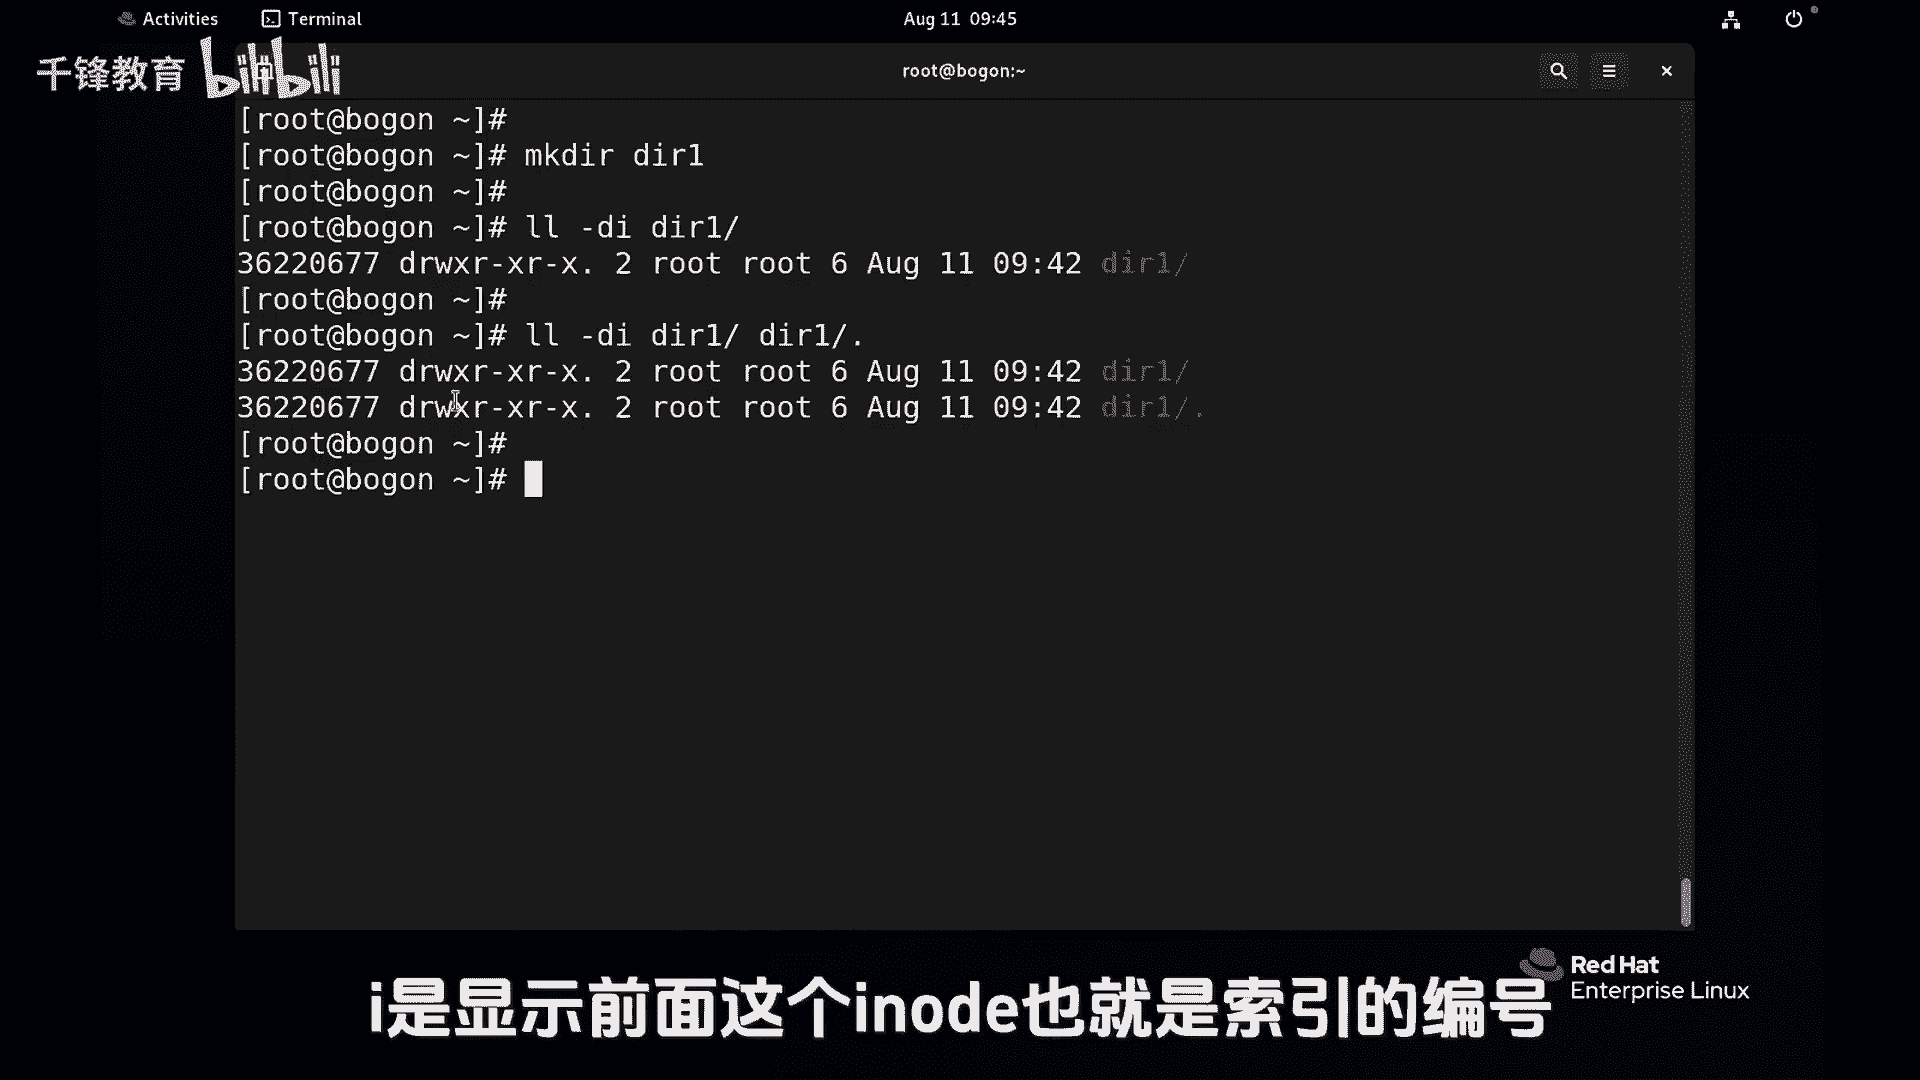 Activities Terminal Aug 11 09:45
千锋教育 bilibili
root@bogon:~
[root@bogon ~]#
[root@bogon ~]# mkdir dir1
[root@bogon ~]#
[root@bogon ~]# ll -di dir1/
36220677 drwxr-xr-x. 2 root root 6 Aug 11 09:42 dir1/
[root@bogon ~]#
[root@bogon ~]# ll -di dir1/ dir1/.
36220677 drwxr-xr-x. 2 root root 6 Aug 11 09:42 dir1/
36220677 drwxr-xr-x. 2 root root 6 Aug 11 09:42 dir1/.
[root@bogon ~]#
[root@bogon ~]#
Red Hat
Enterprise Linux
i是显示前面这个inode也就是索引的编号